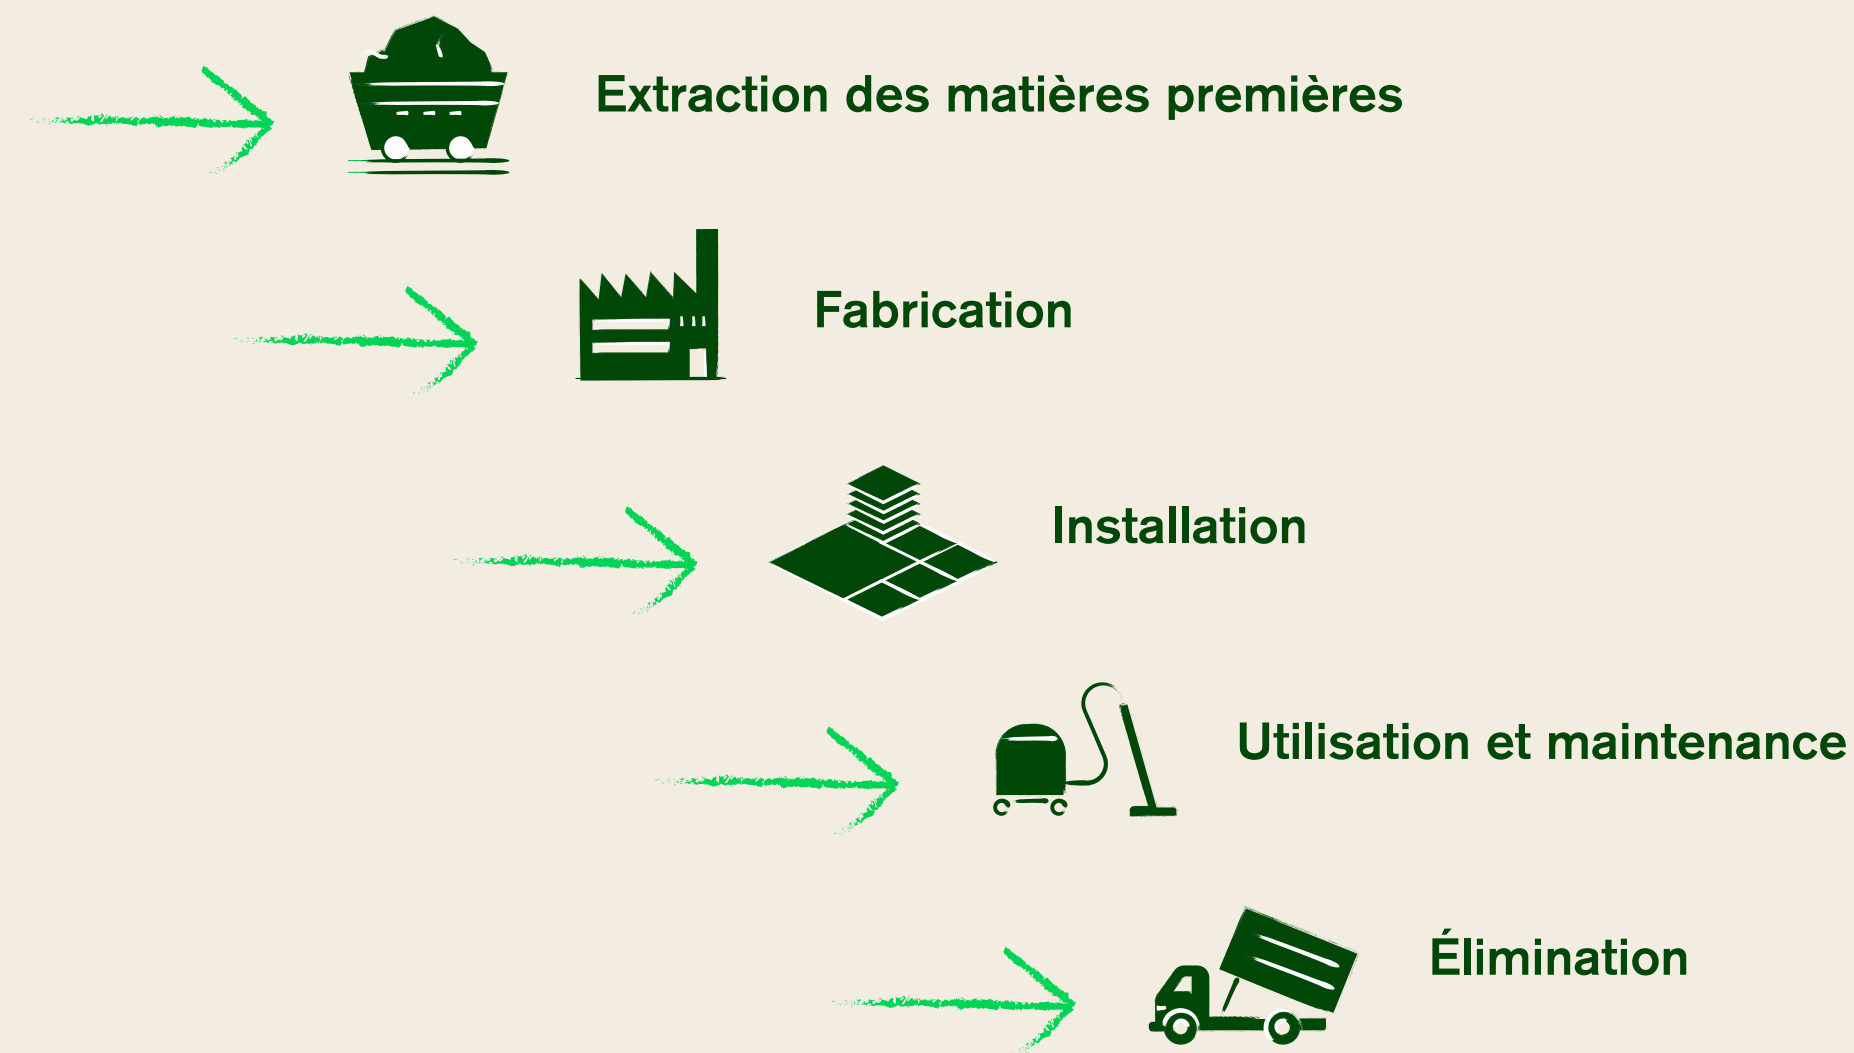 Extraction des matières premières
Fabrication
Installation
Utilisation et maintenance
Élimination